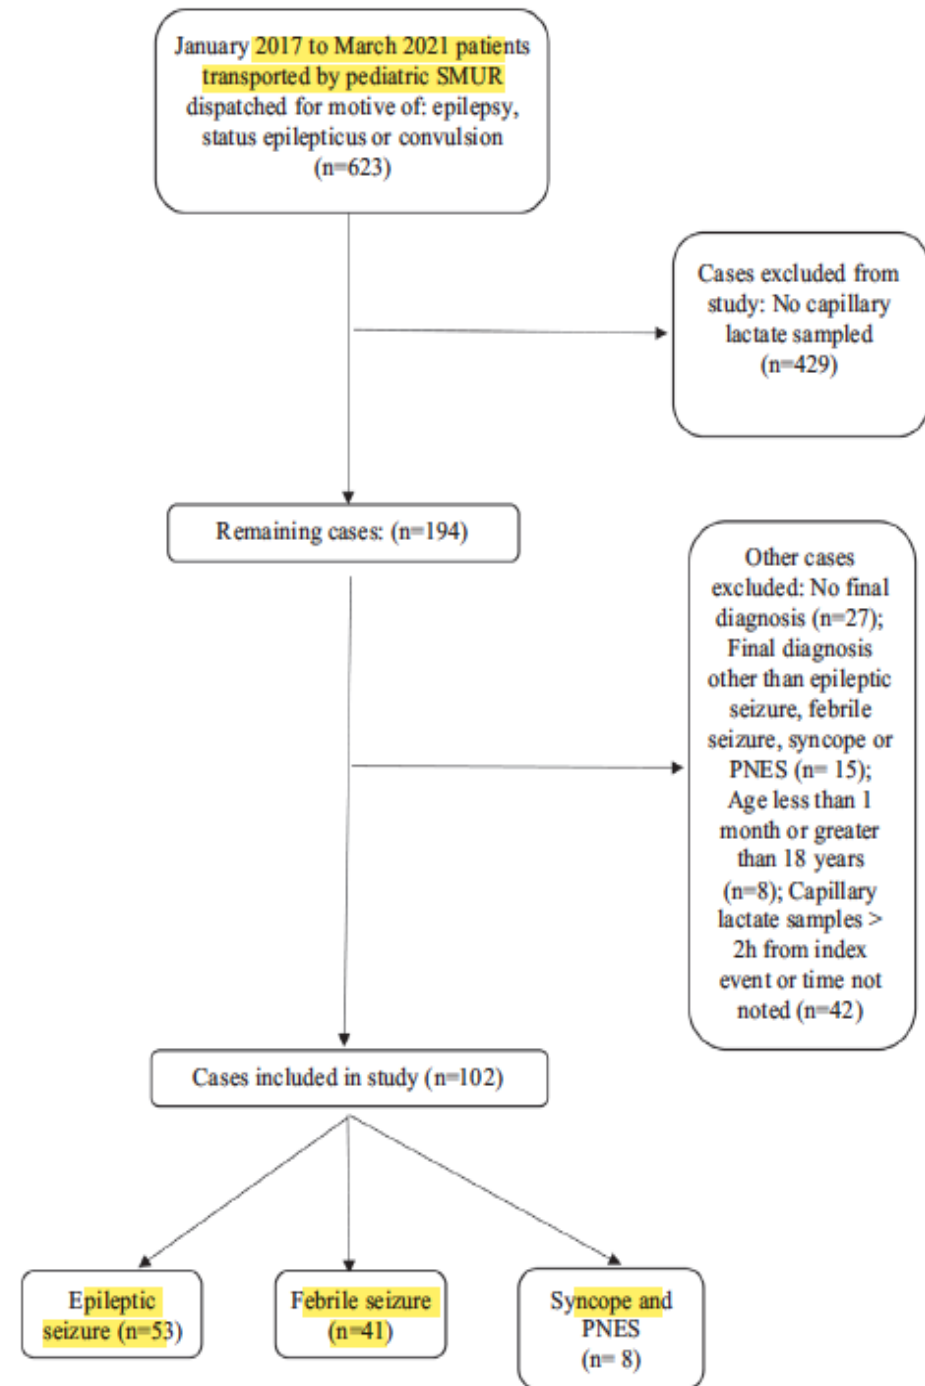 January 2017 to March 2021 patients
transported by pediatric SMUR
dispatched for motive of: epilepsy,
status epilepticus or convulsion
(n=623)
Cases excluded from
study: No capillary
lactate sampled
(n=429)
Remaining cases: (n=194)
Other cases
excluded: No final
diagnosis (n=27);
Final diagnosis
other than epileptic
seizure, febrile
seizure, syncope or
PNES (n= 15);
Age less than 1
month or greater
than 18 years
(n=8); Capillary
lactate samples >
2h from index
event or time not
noted (n=42)
Cases included in study (n=102)
Epileptic
seizure (n=53)
Febrile seizure
(n=41)
Syncope and
PNES
(n= 8)